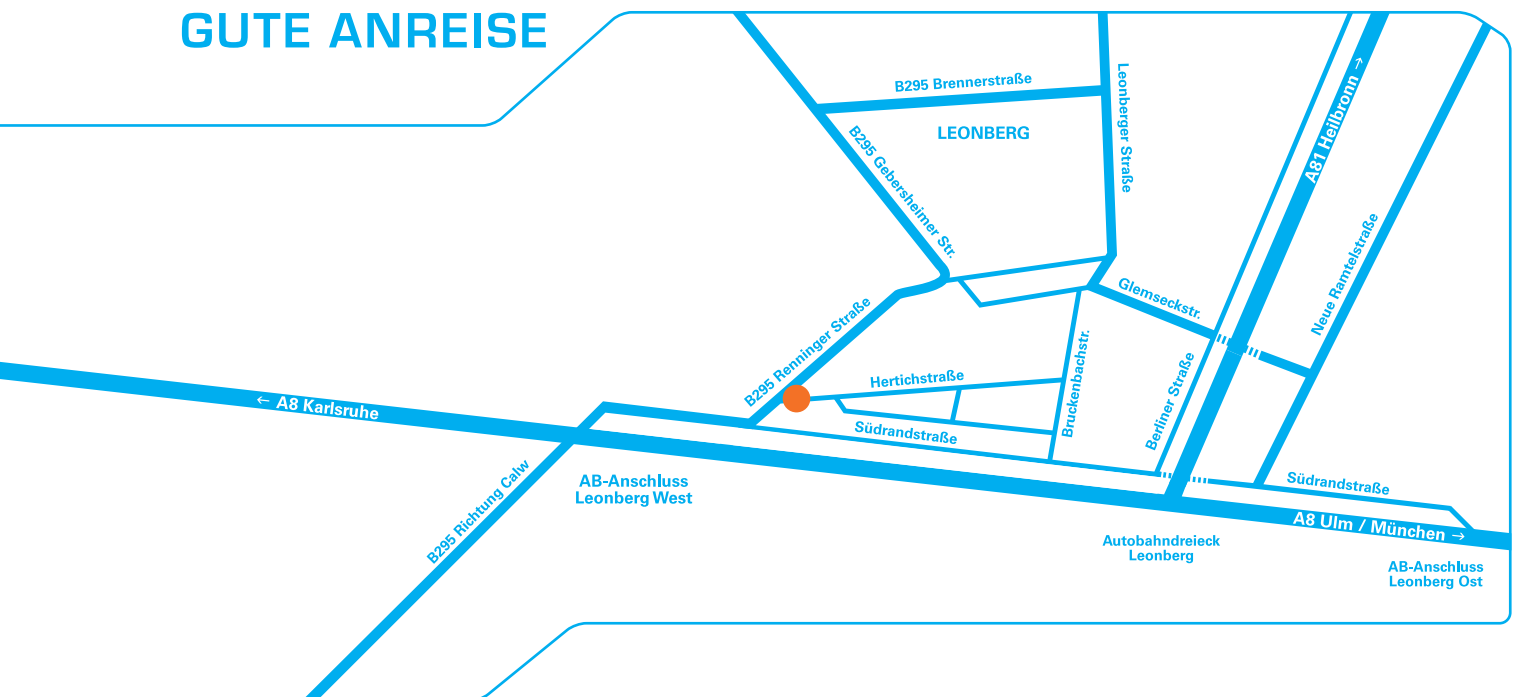 GUTE ANREISE
B295 Brennerstraße
LEONBERG
Leonberger Straße
B295 Gebersheimer Str.
A81 Heilbronn →
Neue Ramtelstraße
Glemseckstr.
B295 Renninger Straße
Hertichstraße
Bruckenbachstr.
Berliner Straße
← A8 Karlsruhe
Südrandstraße
B295 Richtung Calw
AB-Anschluss
Leonberg West
Südrandstraße
A8 Ulm / München →
Autobahndreieck
Leonberg
AB-Anschluss
Leonberg Ost